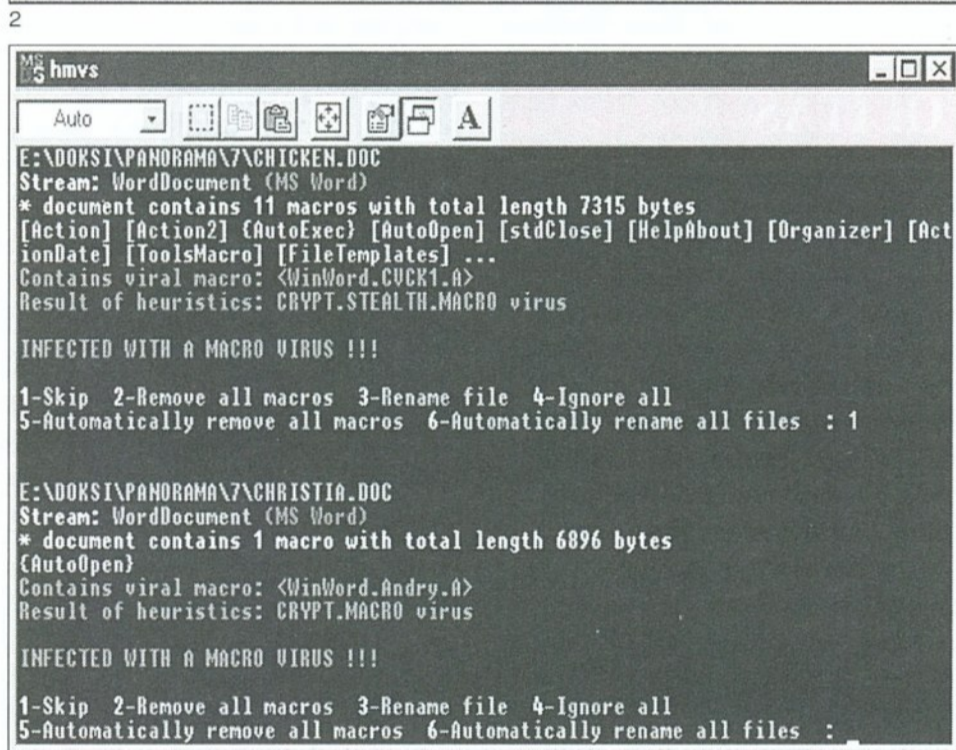 2
MS DOS hmvs
Auto
A
E:\DOKSI\PANORAMA\7\CHICKEN.DOC
Stream: WordDocument (MS Word)
* document contains 11 macros with total length 7315 bytes
[Action] [Action2] {AutoExec} [AutoOpen] [stdClose] [HelpAbout] [Organizer] [Act
ionDate] [ToolsMacro] [FileTemplates] ...
Contains viral macro: <WinWord.CVCK1.A>
Result of heuristics: CRYPT.STEALTH.MACRO virus
INFECTED WITH A MACRO VIRUS !!!
1-Skip 2-Remove all macros 3-Rename file 4-Ignore all
5-Automatically remove all macros 6-Automatically rename all files : 1
E:\DOKSI\PANORAMA\7\CHRISTIA.DOC
Stream: WordDocument (MS Word)
* document contains 1 macro with total length 6896 bytes
{AutoOpen}
Contains viral macro: <WinWord.Andry.A>
Result of heuristics: CRYPT.MACRO virus
INFECTED WITH A MACRO VIRUS !!!
1-Skip 2-Remove all macros 3-Rename file 4-Ignore all
5-Automatically remove all macros 6-Automatically rename all files : _